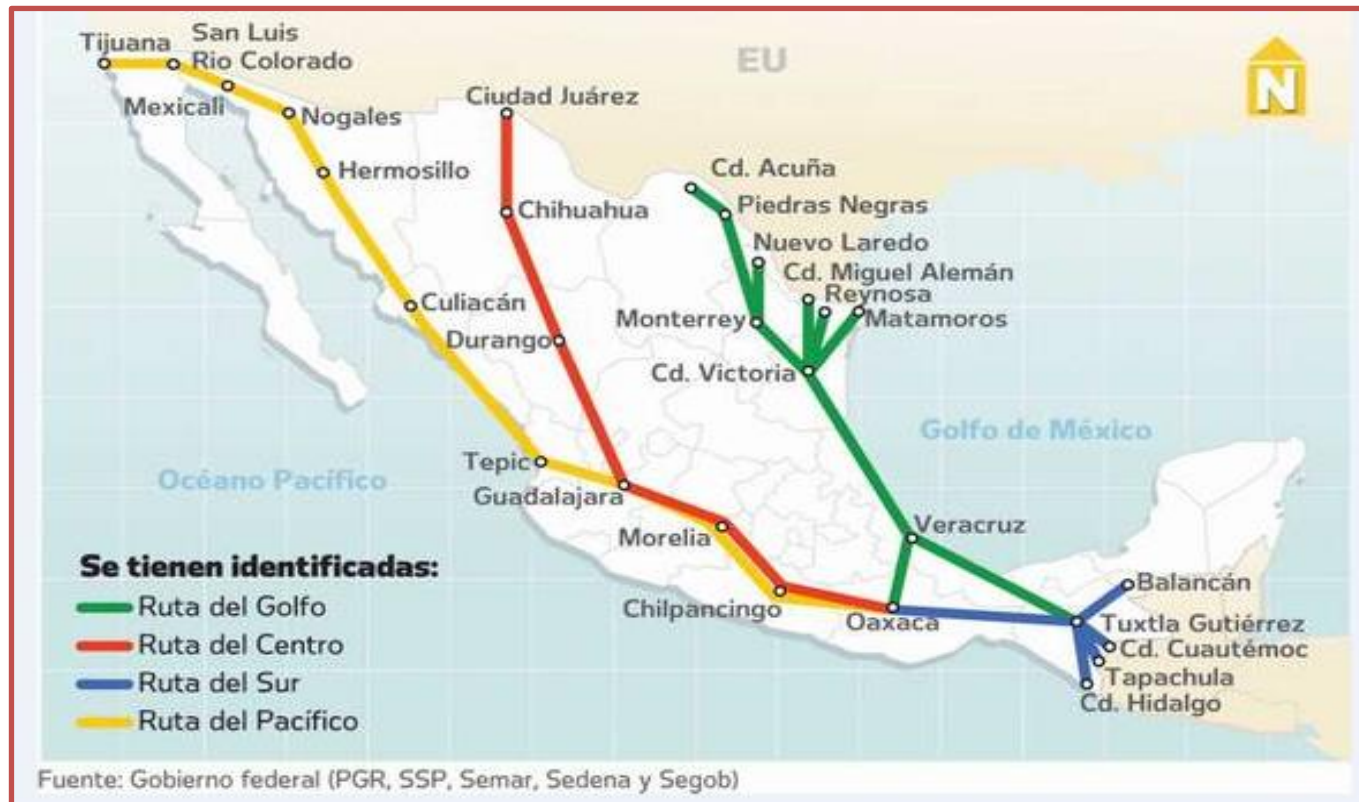 Tijuana
San Luis
Rio Colorado
EU
N
Mexicali
Nogales
Ciudad Juárez
Hermosillo
Cd. Acuña
Chihuahua
Piedras Negras
Nuevo Laredo
Cd. Miguel Alemán
Reynosa
Culiacán
Monterrey
Matamoros
Durango
Cd. Victoria
Golfo de México
Océano Pacífico
Tepic
Guadalajara
Morelia
Veracruz
Chilpancingo
Oaxaca
Balancán
Tuxtla Gutiérrez
Cd. Cuautémoc
Tapachula
Cd. Hidalgo
Se tienen identificadas:
Ruta del Golfo
Ruta del Centro
Ruta del Sur
Ruta del Pacífico
Fuente: Gobierno federal (PGR, SSP, Semar, Sedena y Segob)